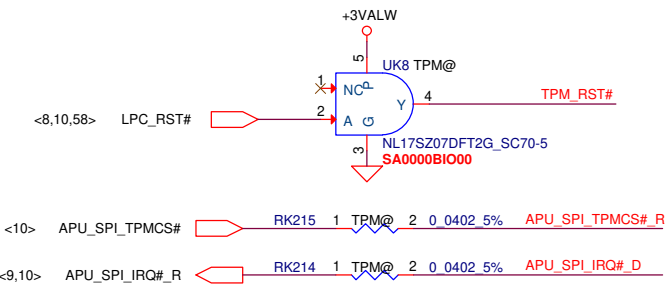 +3VALW
5
UK8 TPM@
1 NC P
Y 4 TPM_RST#
<8,10,58> LPC_RST# 2 A G
3 NL17SZ07DFT2G_SC70-5
SA0000BIO00
<10> APU_SPI_TPMCS# RK215 1 TPM@ 2 0_0402_5% APU_SPI_TPMCS#_R
<9,10> APU_SPI_IRQ#_R RK214 1 TPM@ 2 0_0402_5% APU_SPI_IRQ#_D